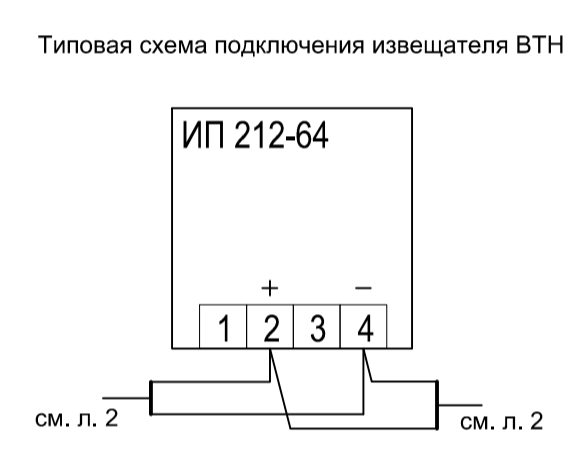 Типовая схема подключения извещателя ВТН
ИП 212-64
+ –
1 2 3 4
см. л. 2
см. л. 2